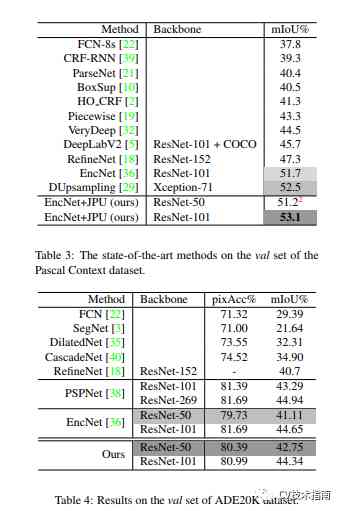 Method Backbone mIoU%
FCN-8s [22] 37.8
CRF-RNN [39] 39.3
ParseNet [21] 40.4
BoxSup [10] 40.5
HO_CRF [2] 41.3
Piecewise [19] 43.3
VeryDeep [32] 44.5
DeepLabV2 [5] ResNet-101 + COCO 45.7
RefineNet [18] ResNet-152 47.3
EncNet [36] ResNet-101 51.7
DUpsampling [29] Xception-71 52.5
EncNet+JPU (ours) ResNet-50 51.2²
EncNet+JPU (ours) ResNet-101 53.1
Table 3: The state-of-the-art methods on the val set of the
Pascal Context dataset.
Method Backbone pixAcc% mIoU%
FCN [22] 71.32 29.39
SegNet [3] 71.00 21.64
DilatedNet [35] 73.55 32.31
CascadeNet [40] 74.52 34.90
RefineNet [18] ResNet-152 - 40.7
PSPNet [38] ResNet-101 81.39 43.29
ResNet-269 81.69 44.94
EncNet [36] ResNet-50 79.73 41.11
ResNet-101 81.69 44.65
Ours ResNet-50 80.39 42.75
ResNet-101 80.99 44.34
Table 4: Results on the val set of ADE20K dataset.
CV技术指南